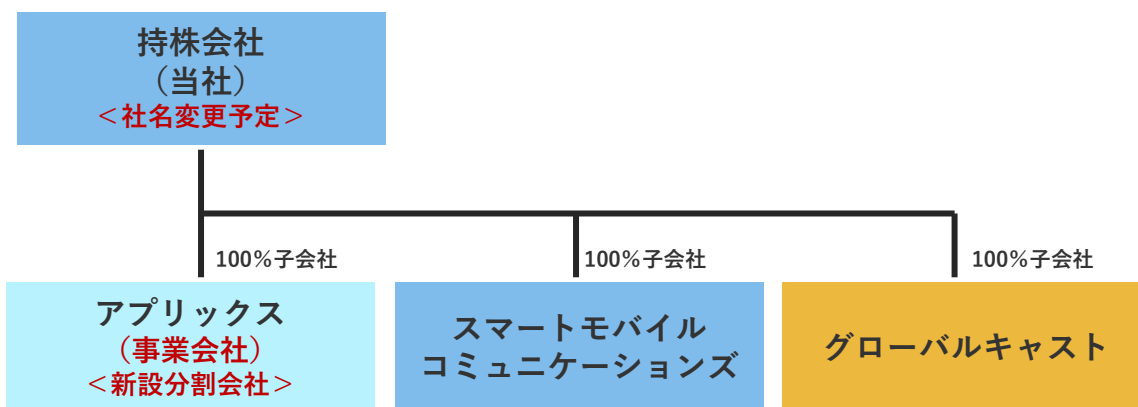 持株会社
（当社）
＜社名変更予定＞
100%子会社
100%子会社
100%子会社
アプリックス
（事業会社）
＜新設分割会社＞
スマートモバイル
コミュニケーションズ
グローバルキャスト